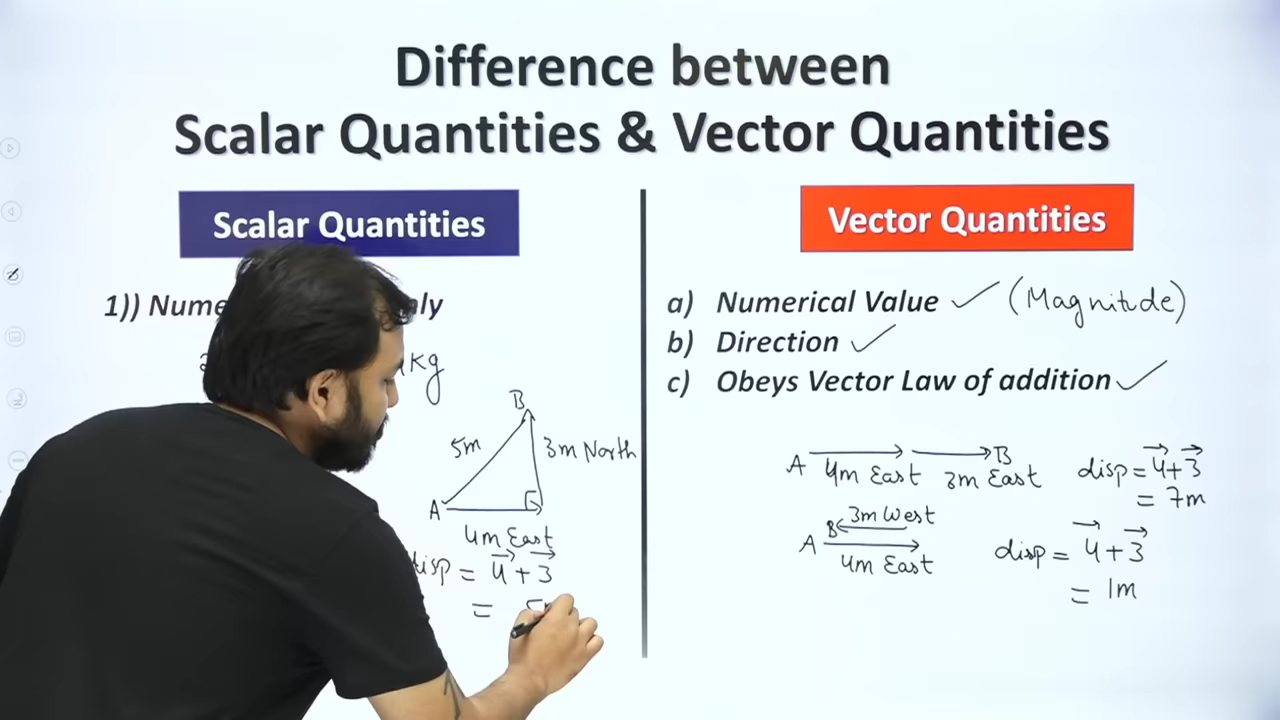 Difference between
Scalar Quantities & Vector Quantities
Scalar Quantities
1))
Kg
B
5m
3m North
A
4m East
disp = 4 + 3
=
Vector Quantities
a) Numerical Value ✓ (Magnitude)
b) Direction ✓
c) Obeys Vector Law of addition ✓
A 4m East 3m East B disp = 4 + 3
= 7m
3m West
A B 4m East disp = 4 + 3
= 1m